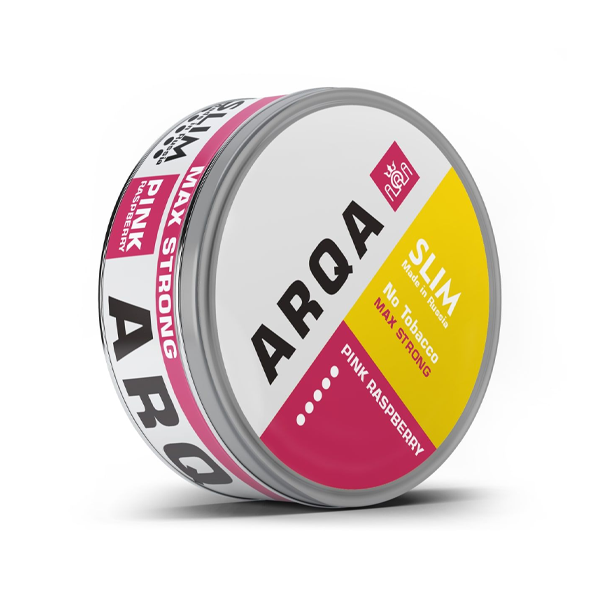 ARQA
SLIM
Made in Russia
No Tobacco
MAX STRONG
PINK RASPBERRY
SLIM
MAX STRONG
PINK
RASPBERRY
ARQ